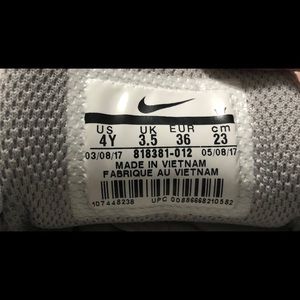 US UK EUR cm
4Y 3.5 36 23
03/08/17 818381-012 05/08/17
MADE IN VIETNAM
FABRIQUE AU VIETNAM
107448238 UPC 00886668210582